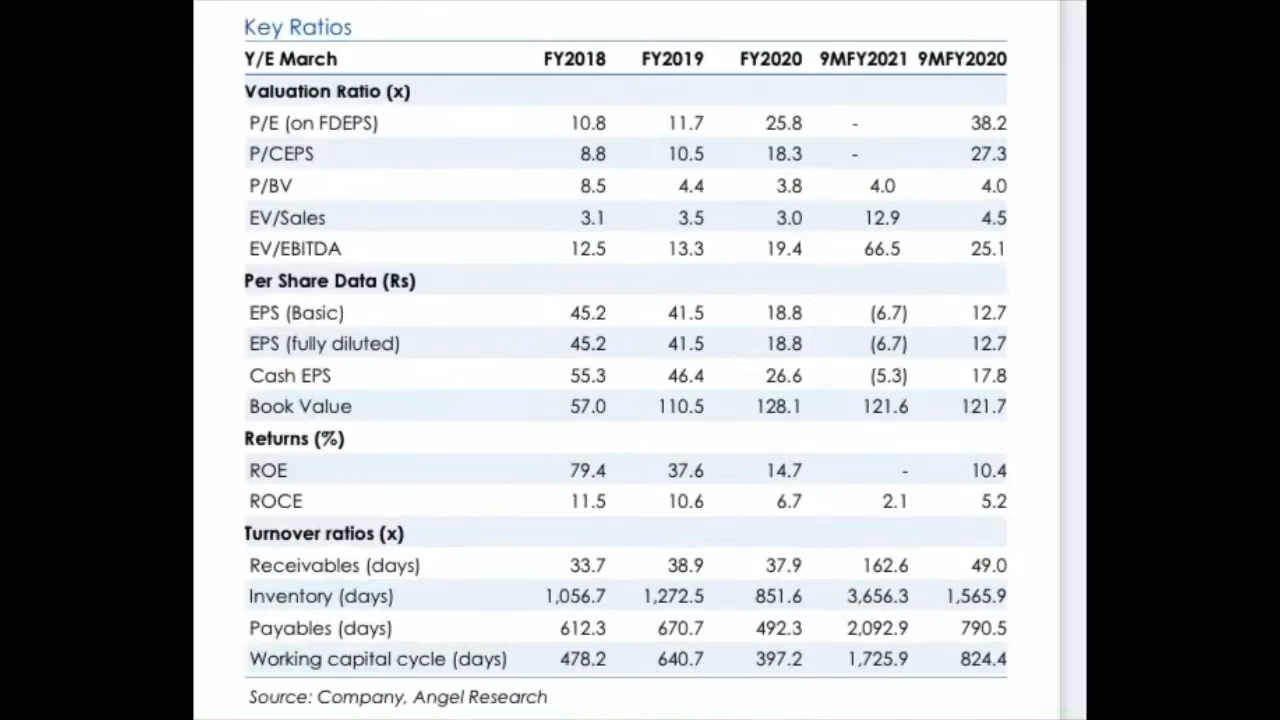 Key Ratios
Y/E March FY2018 FY2019 FY2020 9MFY2021 9MFY2020
Valuation Ratio (x)
P/E (on FDEPS) 10.8 11.7 25.8 - 38.2
P/CEPS 8.8 10.5 18.3 - 27.3
P/BV 8.5 4.4 3.8 4.0 4.0
EV/Sales 3.1 3.5 3.0 12.9 4.5
EV/EBITDA 12.5 13.3 19.4 66.5 25.1
Per Share Data (Rs)
EPS (Basic) 45.2 41.5 18.8 (6.7) 12.7
EPS (fully diluted) 45.2 41.5 18.8 (6.7) 12.7
Cash EPS 55.3 46.4 26.6 (5.3) 17.8
Book Value 57.0 110.5 128.1 121.6 121.7
Returns (%)
ROE 79.4 37.6 14.7 - 10.4
ROCE 11.5 10.6 6.7 2.1 5.2
Turnover ratios (x)
Receivables (days) 33.7 38.9 37.9 162.6 49.0
Inventory (days) 1,056.7 1,272.5 851.6 3,656.3 1,565.9
Payables (days) 612.3 670.7 492.3 2,092.9 790.5
Working capital cycle (days) 478.2 640.7 397.2 1,725.9 824.4
Source: Company, Angel Research